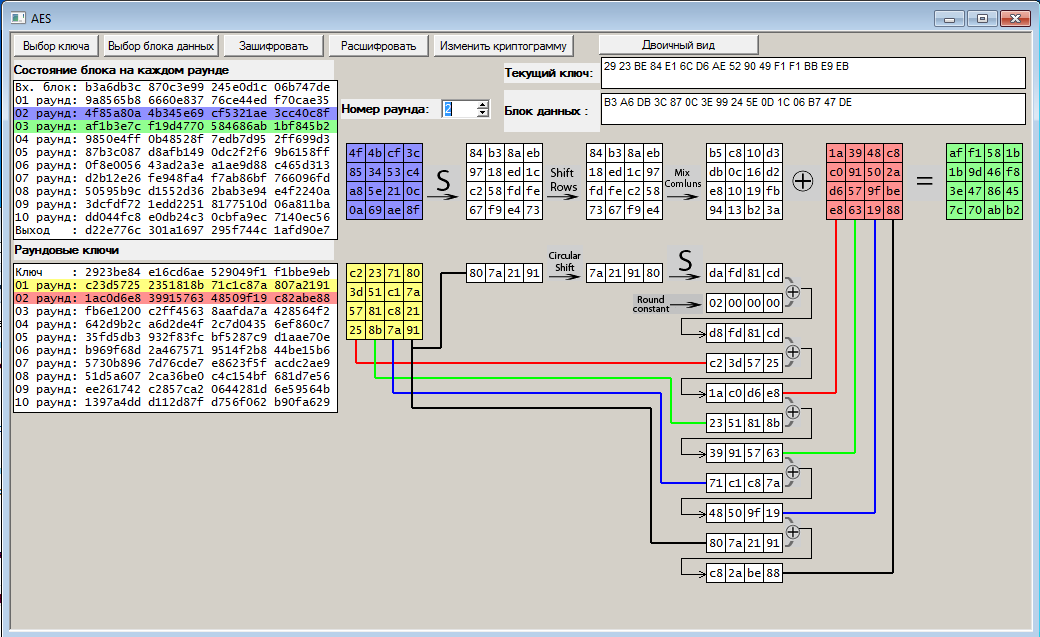 AES
Выбор ключа Выбор блока данных Зашифровать Расшифровать Изменить криптограмму Двоичный вид
Состояние блока на каждом раунде
Вх. блок: b3a6db3c 870c3e99 245e0d1c 06b747de
01 раунд: 9a8565b8 6660e837 76ce44ed f70cae35
02 раунд: 4f85a80a 4b345e69 cf5321ae 3cc40c8f
03 раунд: af1b3e7c f19d4770 584686ab 1bf845b2
04 раунд: 9850e4ff 0b48528f 7edb7d95 2ff699d3
05 раунд: 87b3c087 d8afb149 0dc2f2f6 9b6158ff
06 раунд: 0f8e0056 43ad2a3e a1ae9d88 c465d313
07 раунд: d2b12e26 fe948fa4 f7ab86bf 766096fd
08 раунд: 50595b9c d1552d36 2bab3e94 e4f2240a
09 раунд: 3dcfdf72 1edd2251 8177510d 06a811ba
10 раунд: dd044fc8 e0db24c3 0cbfa9ec 7140ec56
Выход : d22e776c 301a1697 295f744c 1afd90e7
Текущий ключ: 29 23 BE 84 E1 6C D6 AE 52 90 49 F1 F1 BB E9 EB
Номер раунда: 2
Блок данных : B3 A6 DB 3C 87 0C 3E 99 24 5E 0D 1C 06 B7 47 DE
4f 4b cf 3c 84 b3 8a eb 84 b3 8a eb b5 c8 10 d3 1a 39 48 c8 af f1 58 1b
85 34 53 c4 97 18 ed 1c 18 ed 1c 97 db 0c 16 d2 c0 91 50 2a 1b 9d 46 f8
a8 5e 21 0c c2 58 fd fe fd fe c2 58 e8 10 19 fb d6 57 9f be 3e 47 86 45
0a 69 ae 8f 67 f9 e4 73 73 67 f9 e4 94 13 b2 3a e8 63 19 88 7c 70 ab b2
S
Shift
Rows
Mix
Comluns
⊕
=
Раундовые ключи
Ключ : 2923be84 e16cd6ae 529049f1 f1bbe9eb
01 раунд: c23d5725 2351818b 71c1c87a 807a2191
02 раунд: 1ac0d6e8 39915763 48509f19 c82abe88
03 раунд: fb6e1200 c2ff4563 8aafda7a 428564f2
04 раунд: 642d9b2c a6d2de4f 2c7d0435 6ef860c7
05 раунд: 35fd5db3 932f83fc bf5287c9 d1aae70e
06 раунд: b969f68d 2a467571 9514f2b8 44be15b6
07 раунд: 5730b896 7d76cde7 e8623f5f acdc2ae9
08 раунд: 51d5a607 2ca36be0 c4c154bf 681d7e56
09 раунд: ee261742 c2857ca2 0644281d 6e59564b
10 раунд: 1397a4dd d112d87f d756f062 b90fa629
c2 23 71 80
3d 51 c1 7a
57 81 c8 21
25 8b 7a 91
80 7a 21 91
Circular
Shift
7a 21 91 80
S
da fd 81 cd
Round
constant
02 00 00 00
d8 fd 81 cd
c2 3d 57 25
1a c0 d6 e8
23 51 81 8b
39 91 57 63
71 c1 c8 7a
48 50 9f 19
80 7a 21 91
c8 2a be 88